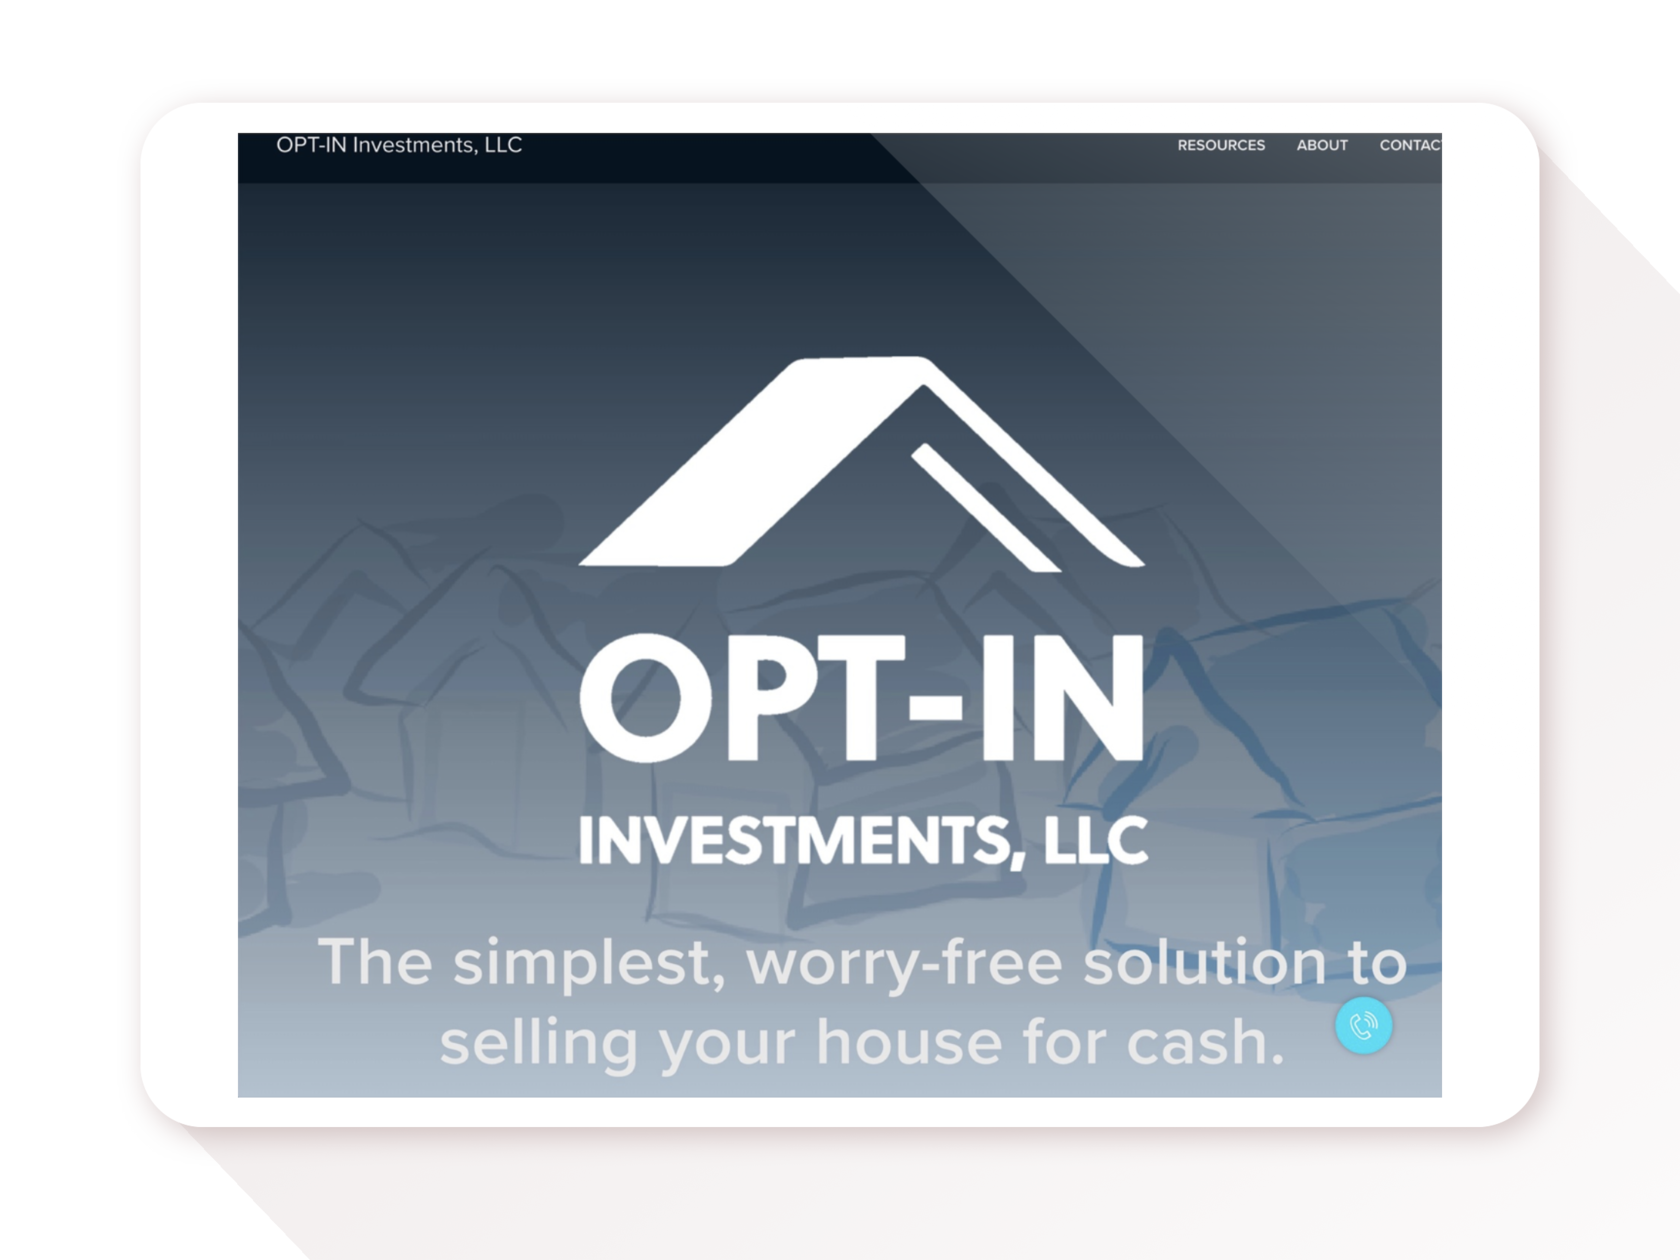 OPT-IN Investments, LLC
RESOURCES ABOUT CONTAC
OPT-IN
INVESTMENTS, LLC
The simplest, worry-free solution to
selling your house for cash.